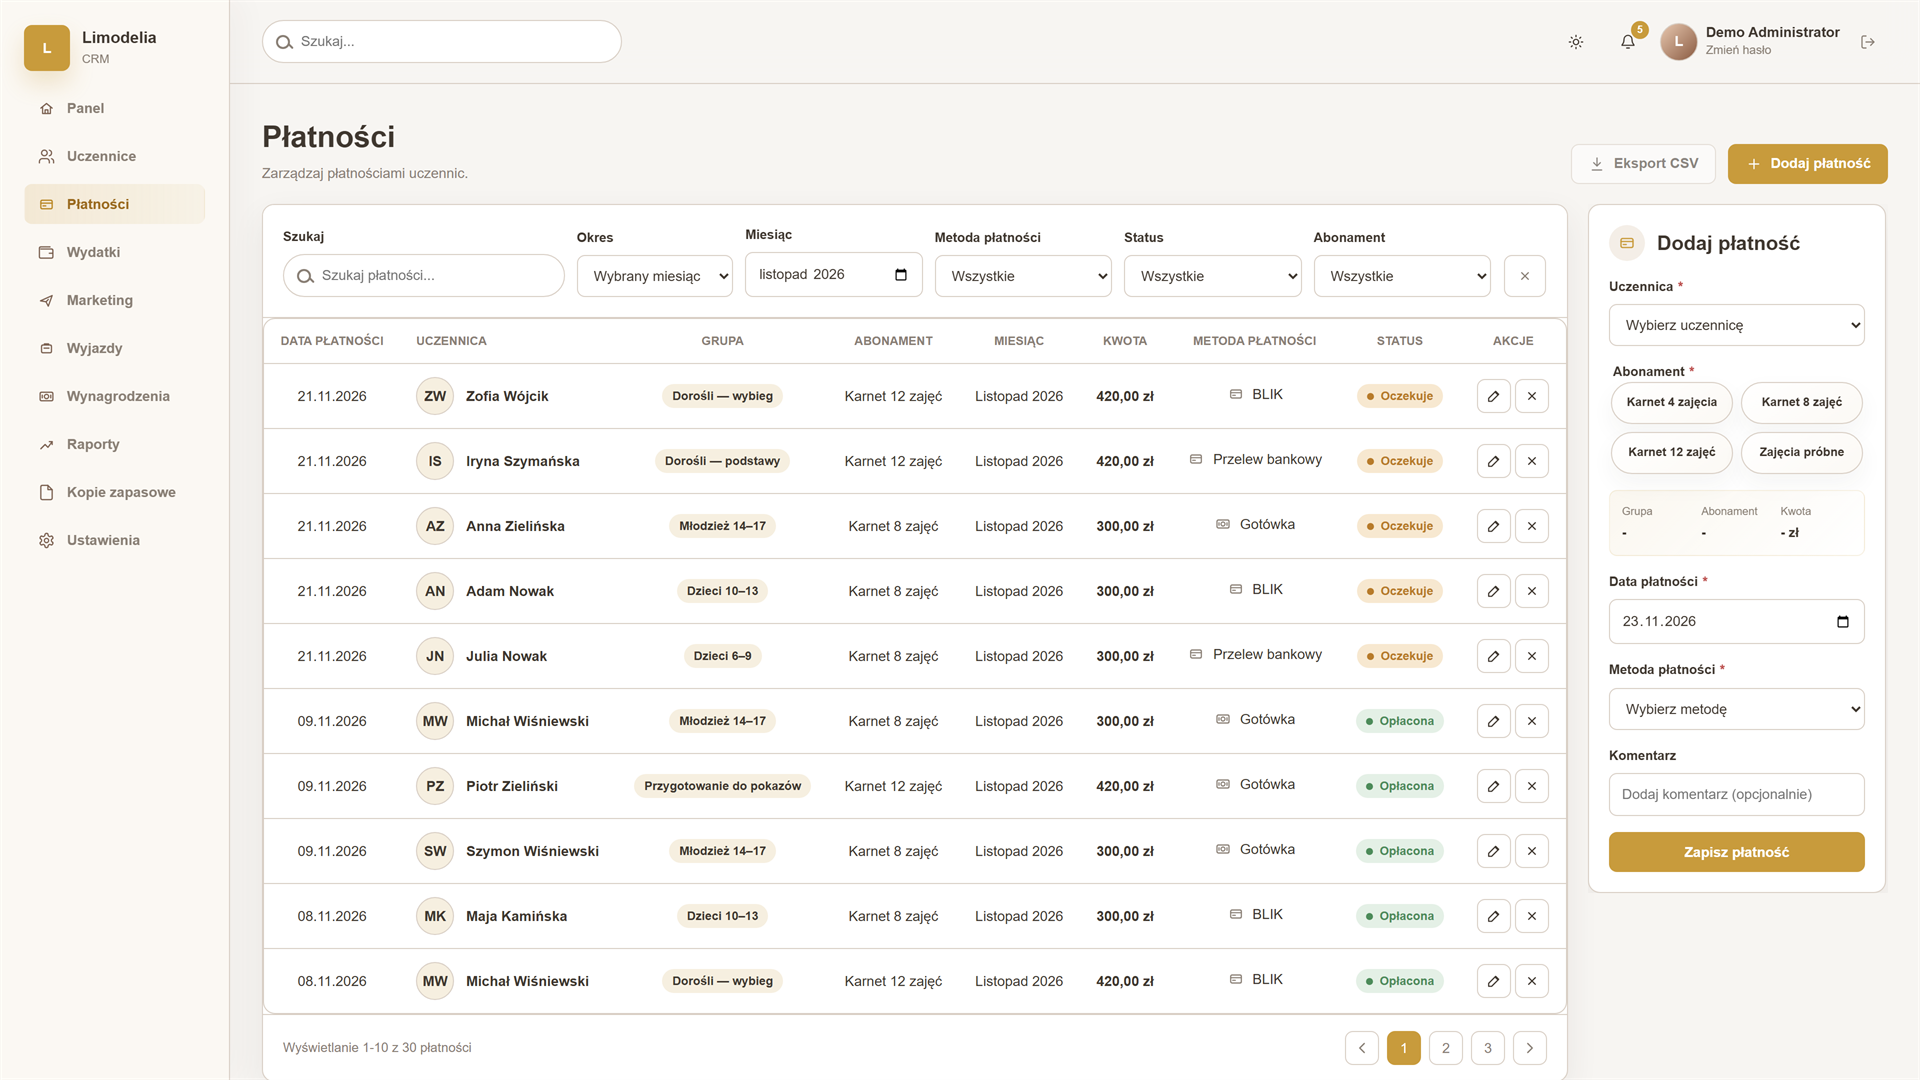 L
Limodelia
CRM
Panel
Uczennice
Płatności
Wydatki
Marketing
Wyjazdy
Wynagrodzenia
Raporty
Kopie zapasowe
Ustawienia
Szukaj...
5
L
Demo Administrator
Zmień hasło
Płatności
Zarządzaj płatnościami uczennic.
Eksport CSV
Dodaj płatność
Szukaj
Szukaj płatności...
Okres
Wybrany miesiąc
Miesiąc
listopad 2026
Metoda płatności
Wszystkie
Status
Wszystkie
Abonament
Wszystkie
DATA PŁATNOŚCI UCZENNICA GRUPA ABONAMENT MIESIĄC KWOTA METODA PŁATNOŚCI STATUS AKCJE
21.11.2026 ZW Zofia Wójcik Dorośli — wybieg Karnet 12 zajęć Listopad 2026 420,00 zł BLIK Oczekuje
21.11.2026 IS Iryna Szymańska Dorośli — podstawy Karnet 12 zajęć Listopad 2026 420,00 zł Przelew bankowy Oczekuje
21.11.2026 AZ Anna Zielińska Młodzież 14–17 Karnet 8 zajęć Listopad 2026 300,00 zł Gotówka Oczekuje
21.11.2026 AN Adam Nowak Dzieci 10–13 Karnet 8 zajęć Listopad 2026 300,00 zł BLIK Oczekuje
21.11.2026 JN Julia Nowak Dzieci 6–9 Karnet 8 zajęć Listopad 2026 300,00 zł Przelew bankowy Oczekuje
09.11.2026 MW Michał Wiśniewski Młodzież 14–17 Karnet 8 zajęć Listopad 2026 300,00 zł Gotówka Opłacona
09.11.2026 PZ Piotr Zieliński Przygotowanie do pokazów Karnet 12 zajęć Listopad 2026 420,00 zł Gotówka Opłacona
09.11.2026 SW Szymon Wiśniewski Młodzież 14–17 Karnet 8 zajęć Listopad 2026 300,00 zł Gotówka Opłacona
08.11.2026 MK Maja Kamińska Dzieci 10–13 Karnet 8 zajęć Listopad 2026 300,00 zł BLIK Opłacona
08.11.2026 MW Michał Wiśniewski Dorośli — wybieg Karnet 12 zajęć Listopad 2026 420,00 zł BLIK Opłacona
Wyświetlanie 1-10 z 30 płatności
1 2 3
Dodaj płatność
Uczennica *
Wybierz uczennicę
Abonament *
Karnet 4 zajęcia Karnet 8 zajęć
Karnet 12 zajęć Zajęcia próbne
Grupa Abonament Kwota
- - - zł
Data płatności *
23.11.2026
Metoda płatności *
Wybierz metodę
Komentarz
Dodaj komentarz (opcjonalnie)
Zapisz płatność